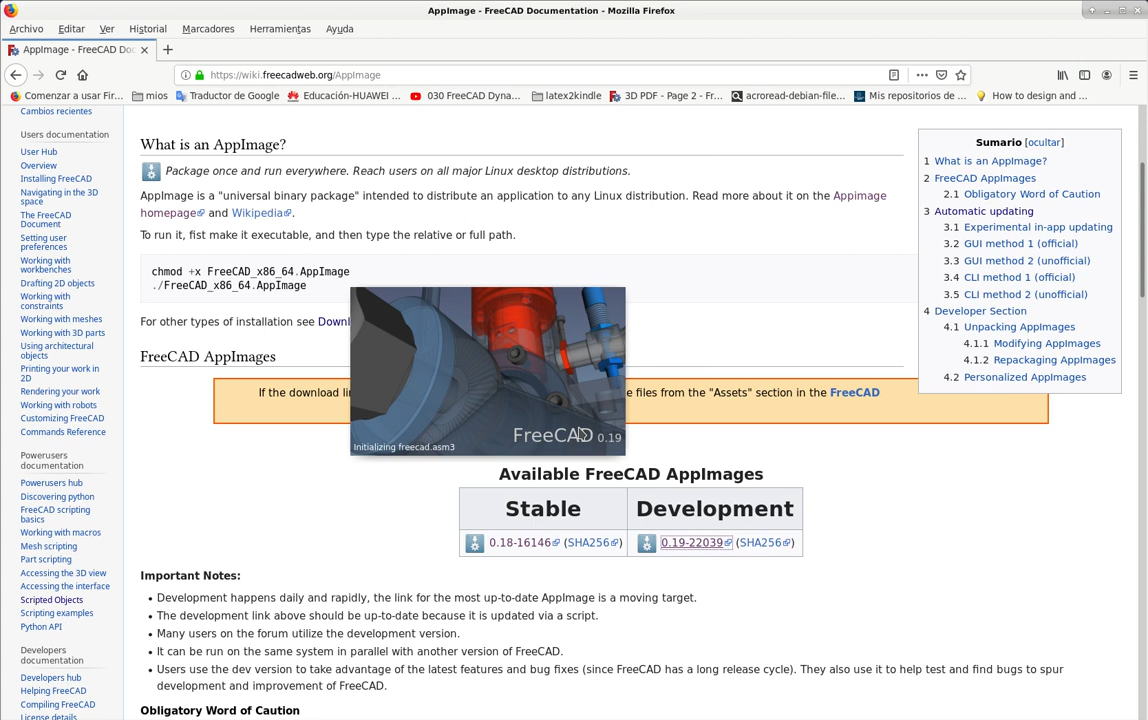 AppImage - FreeCAD Documentation - Mozilla Firefox
Archivo Editar Ver Historial Marcadores Herramientas Ayuda
AppImage - FreeCAD Doc
https://wiki.freecadweb.org/AppImage
Comenzar a usar Fir... mios Traductor de Google Educación-HUAWEI ... 030 FreeCAD Dyna... latex2kindle 3D PDF - Page 2 - Fr... acroread-debian-file... Mis repositorios de ... How to design and ...
Cambios recientes
Users documentation
User Hub
Overview
Installing FreeCAD
Navigating in the 3D
space
The FreeCAD
Document
Setting user
preferences
Working with
workbenches
Drafting 2D objects
Working with
constraints
Working with meshes
Working with 3D parts
Using architectural
objects
Printing your work in
2D
Rendering your work
Working with robots
Customizing FreeCAD
Commands Reference
Powerusers
documentation
Powerusers hub
Discovering python
FreeCAD scripting
basics
Working with macros
Mesh scripting
Part scripting
Accessing the 3D view
Accessing the interface
Scripted Objects
Scripting examples
Python API
Developers
documentation
Developers hub
Helping FreeCAD
Compiling FreeCAD
License details
What is an AppImage?
Package once and run everywhere. Reach users on all major Linux desktop distributions.
AppImage is a "universal binary package" intended to distribute an application to any Linux distribution. Read more about it on the Appimage
homepage and Wikipedia.
To run it, fist make it executable, and then type the relative or full path.
chmod +x FreeCAD_x86_64.AppImage
./FreeCAD_x86_64.AppImage
For other types of installation see Downl
FreeCAD AppImages
If the download lin
e files from the "Assets" section in the FreeCAD
FreeCAD 0.19
Initializing freecad.asm3
Sumario [ocultar]
1 What is an AppImage?
2 FreeCAD AppImages
2.1 Obligatory Word of Caution
3 Automatic updating
3.1 Experimental in-app updating
3.2 GUI method 1 (official)
3.3 GUI method 2 (unofficial)
3.4 CLI method 1 (official)
3.5 CLI method 2 (unofficial)
4 Developer Section
4.1 Unpacking AppImages
4.1.1 Modifying AppImages
4.1.2 Repackaging AppImages
4.2 Personalized AppImages
Available FreeCAD AppImages
Stable Development
0.18-16146 (SHA256) 0.19-22039 (SHA256)
Important Notes:
• Development happens daily and rapidly, the link for the most up-to-date AppImage is a moving target.
• The development link above should be up-to-date because it is updated via a script.
• Many users on the forum utilize the development version.
• It can be run on the same system in parallel with another version of FreeCAD.
• Users use the dev version to take advantage of the latest features and bug fixes (since FreeCAD has a long release cycle). They also use it to help test and find bugs to spur
development and improvement of FreeCAD.
Obligatory Word of Caution